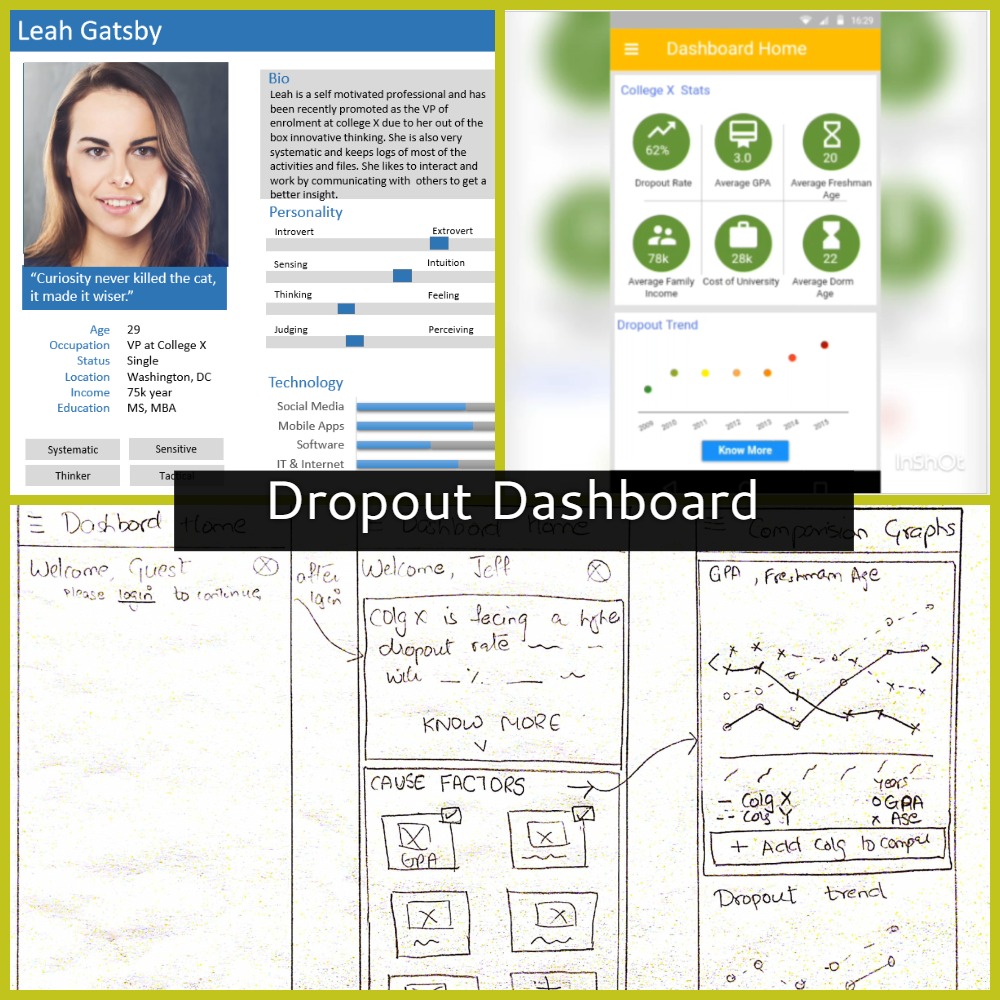 Leah Gatsby
Bio
Leah is a self motivated professional and has
been recently promoted as the VP of
enrolment at college X due to her out of the
box innovative thinking. She is also very
systematic and keeps logs of most of the
activities and files. She likes to interact and
work by communicating with others to get a
better insight.
Personality
Introvert Extrovert
Sensing Intuition
Thinking Feeling
Judging Perceiving
"Curiosity never killed the cat,
it made it wiser."
Age 29
Occupation VP at College X
Status Single
Location Washington, DC
Income 75k year
Education MS, MBA
Systematic Sensitive
Thinker Tactical
Technology
Social Media
Mobile Apps
Software
IT & Internet
16:29
Dashboard Home
College X Stats
62% 3.0 20
Dropout Rate Average GPA Average Freshman
Age
78k 28k 22
Average Family Cost of University Average Dorm
Income Age
Dropout Trend
2009 2010 2011 2012 2013 2014 2015
Know More
InShOt
Dropout Dashboard
Dashbord Home
Welcome, Guest
please login to continue
after
login
Dashbord Home
Welcome, Jeff
Colg X is facing a
dropout rate
with %
KNOW MORE
CAUSE FACTORS
GPA
Comparision Graphs
GPA, Freshman Age
Years
Colg X GPA
Colg Y Age
+ Add Colg to compare
Dropout trend